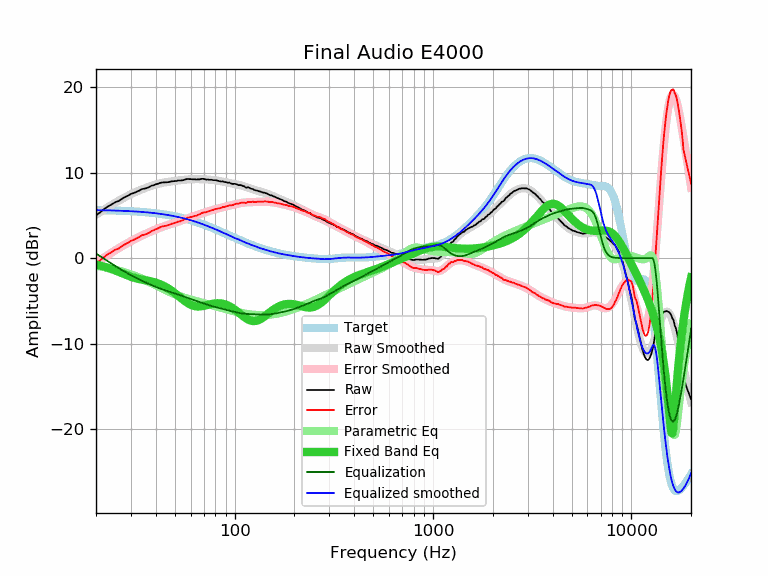 Final Audio E4000
20
10
0
−10
−20
Amplitude (dBr)
Target
Raw Smoothed
Error Smoothed
Raw
Error
Parametric Eq
Fixed Band Eq
Equalization
Equalized smoothed
100
1000
10000
Frequency (Hz)